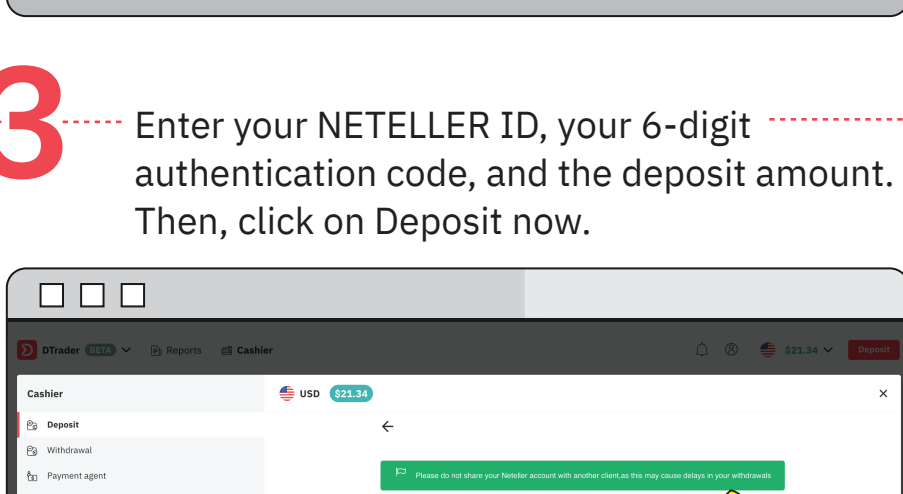 3
Enter your NETELLER ID, your 6-digit
authentication code, and the deposit amount.
Then, click on Deposit now.
DTrader BETA Reports Cashier $21.34 Deposit
Cashier USD $21.34
Deposit
Withdrawal
Payment agent
Please do not share your Neteller account with another client,as this may cause delays in your withdrawals